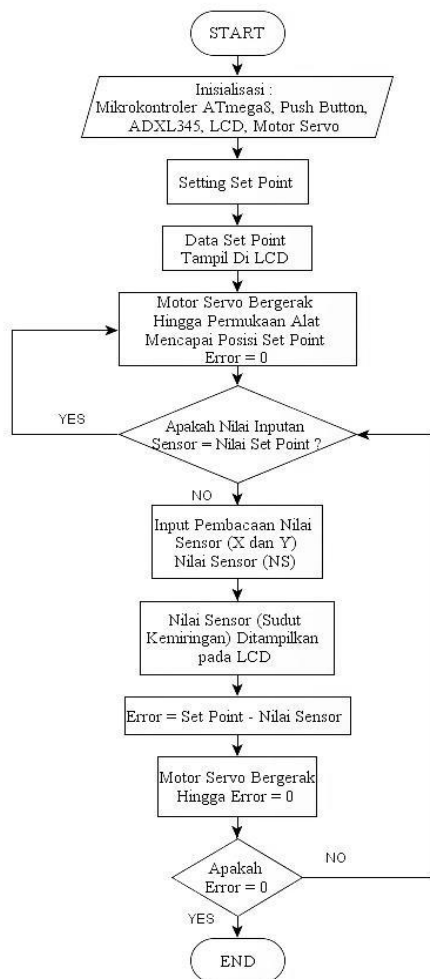 START
Inisialisasi :
Mikrokontroler ATmega8, Push Button,
ADXL345, LCD, Motor Servo
Setting Set Point
Data Set Point
Tampil Di LCD
Motor Servo Bergerak
Hingga Permukaan Alat
Mencapai Posisi Set Point
Error = 0
YES
Apakah Nilai Inputan
Sensor = Nilai Set Point ?
NO
Input Pembacaan Nilai
Sensor (X dan Y)
Nilai Sensor (NS)
Nilai Sensor (Sudut
Kemiringan) Ditampilkan
pada LCD
Error = Set Point - Nilai Sensor
Motor Servo Bergerak
Hingga Error = 0
Apakah
Error = 0
NO
YES
END